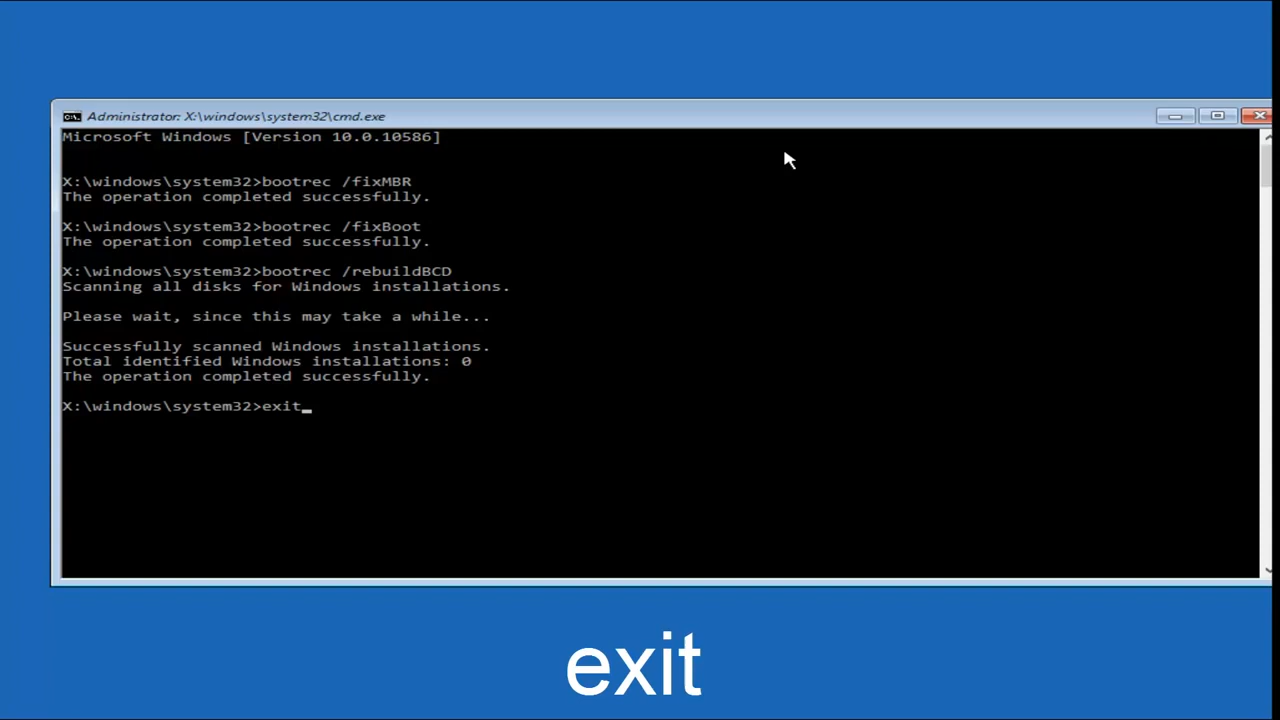 Administrator: X:\windows\system32\cmd.exe
Microsoft Windows [Version 10.0.10586]
X:\windows\system32>bootrec /fixMBR
The operation completed successfully.
X:\windows\system32>bootrec /fixBoot
The operation completed successfully.
X:\windows\system32>bootrec /rebuildBCD
Scanning all disks for Windows installations.
Please wait, since this may take a while...
Successfully scanned Windows installations.
Total identified Windows installations: 0
The operation completed successfully.
X:\windows\system32>exit_
exit